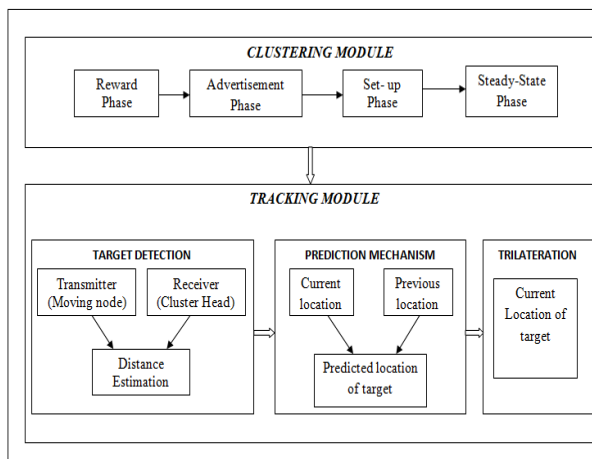 CLUSTERING MODULE
Reward
Phase
Advertisement
Phase
Set- up
Phase
Steady-State
Phase
TRACKING MODULE
TARGET DETECTION
Transmitter
(Moving node)
Receiver
(Cluster Head)
Distance
Estimation
PREDICTION MECHANISM
Current
location
Previous
location
Predicted location
of target
TRILATERATION
Current
Location of
target